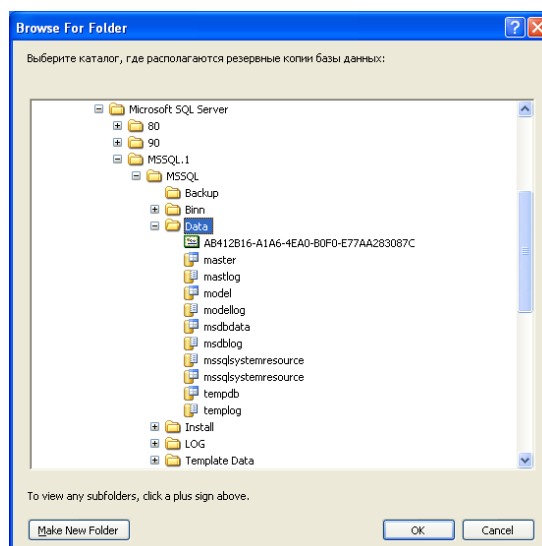 Browse For Folder
Выберите каталог, где располагаются резервные копии базы данных:
Microsoft SQL Server
80
90
MSSQL.1
MSSQL
Backup
Binn
Data
AB412B16-A1A6-4EA0-B0F0-E77AA283087C
master
mastlog
model
modellog
msdbdata
msdblog
mssqlsystemresource
mssqlsystemresource
tempdb
templog
Install
LOG
Template Data
To view any subfolders, click a plus sign above.
Make New Folder OK Cancel